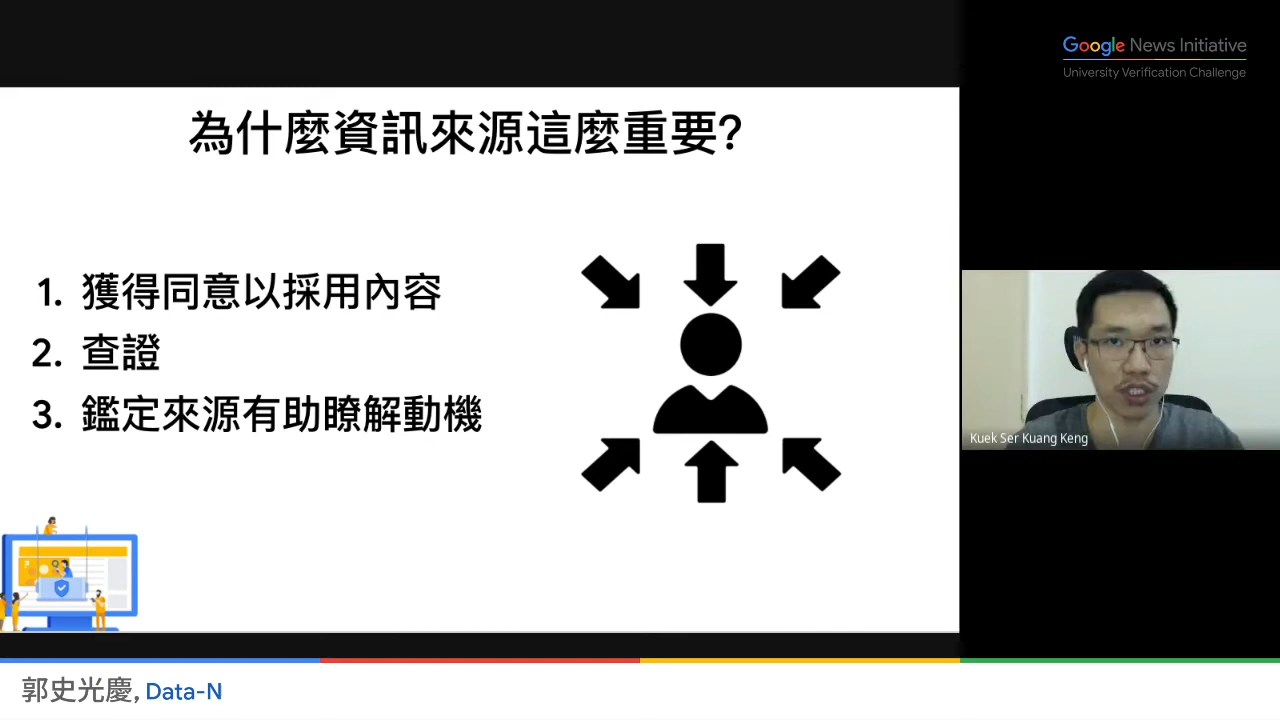 Google News Initiative
University Verification Challenge
為什麼資訊來源這麼重要?
1. 獲得同意以採用內容
2. 查證
3. 鑑定來源有助瞭解動機
Kuek Ser Kuang Keng
郭史光慶, Data-N